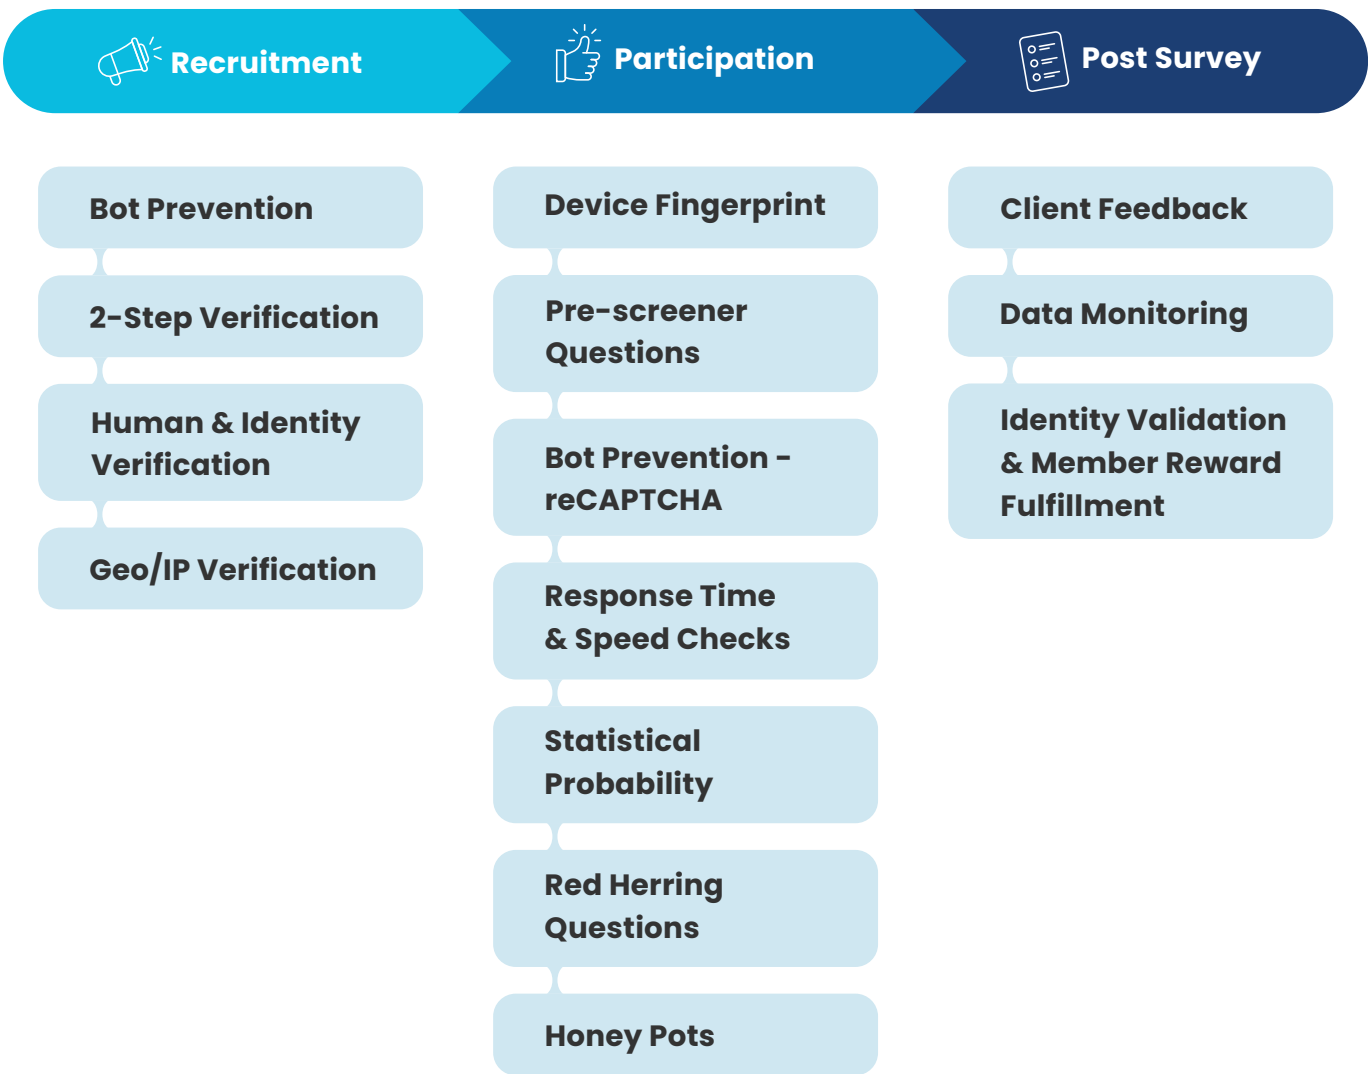 Recruitment
Participation
Post Survey
Bot Prevention
2-Step Verification
Human & Identity
Verification
Geo/IP Verification
Device Fingerprint
Pre-screener
Questions
Bot Prevention -
reCAPTCHA
Response Time
& Speed Checks
Statistical
Probability
Red Herring
Questions
Honey Pots
Client Feedback
Data Monitoring
Identity Validation
& Member Reward
Fulfillment